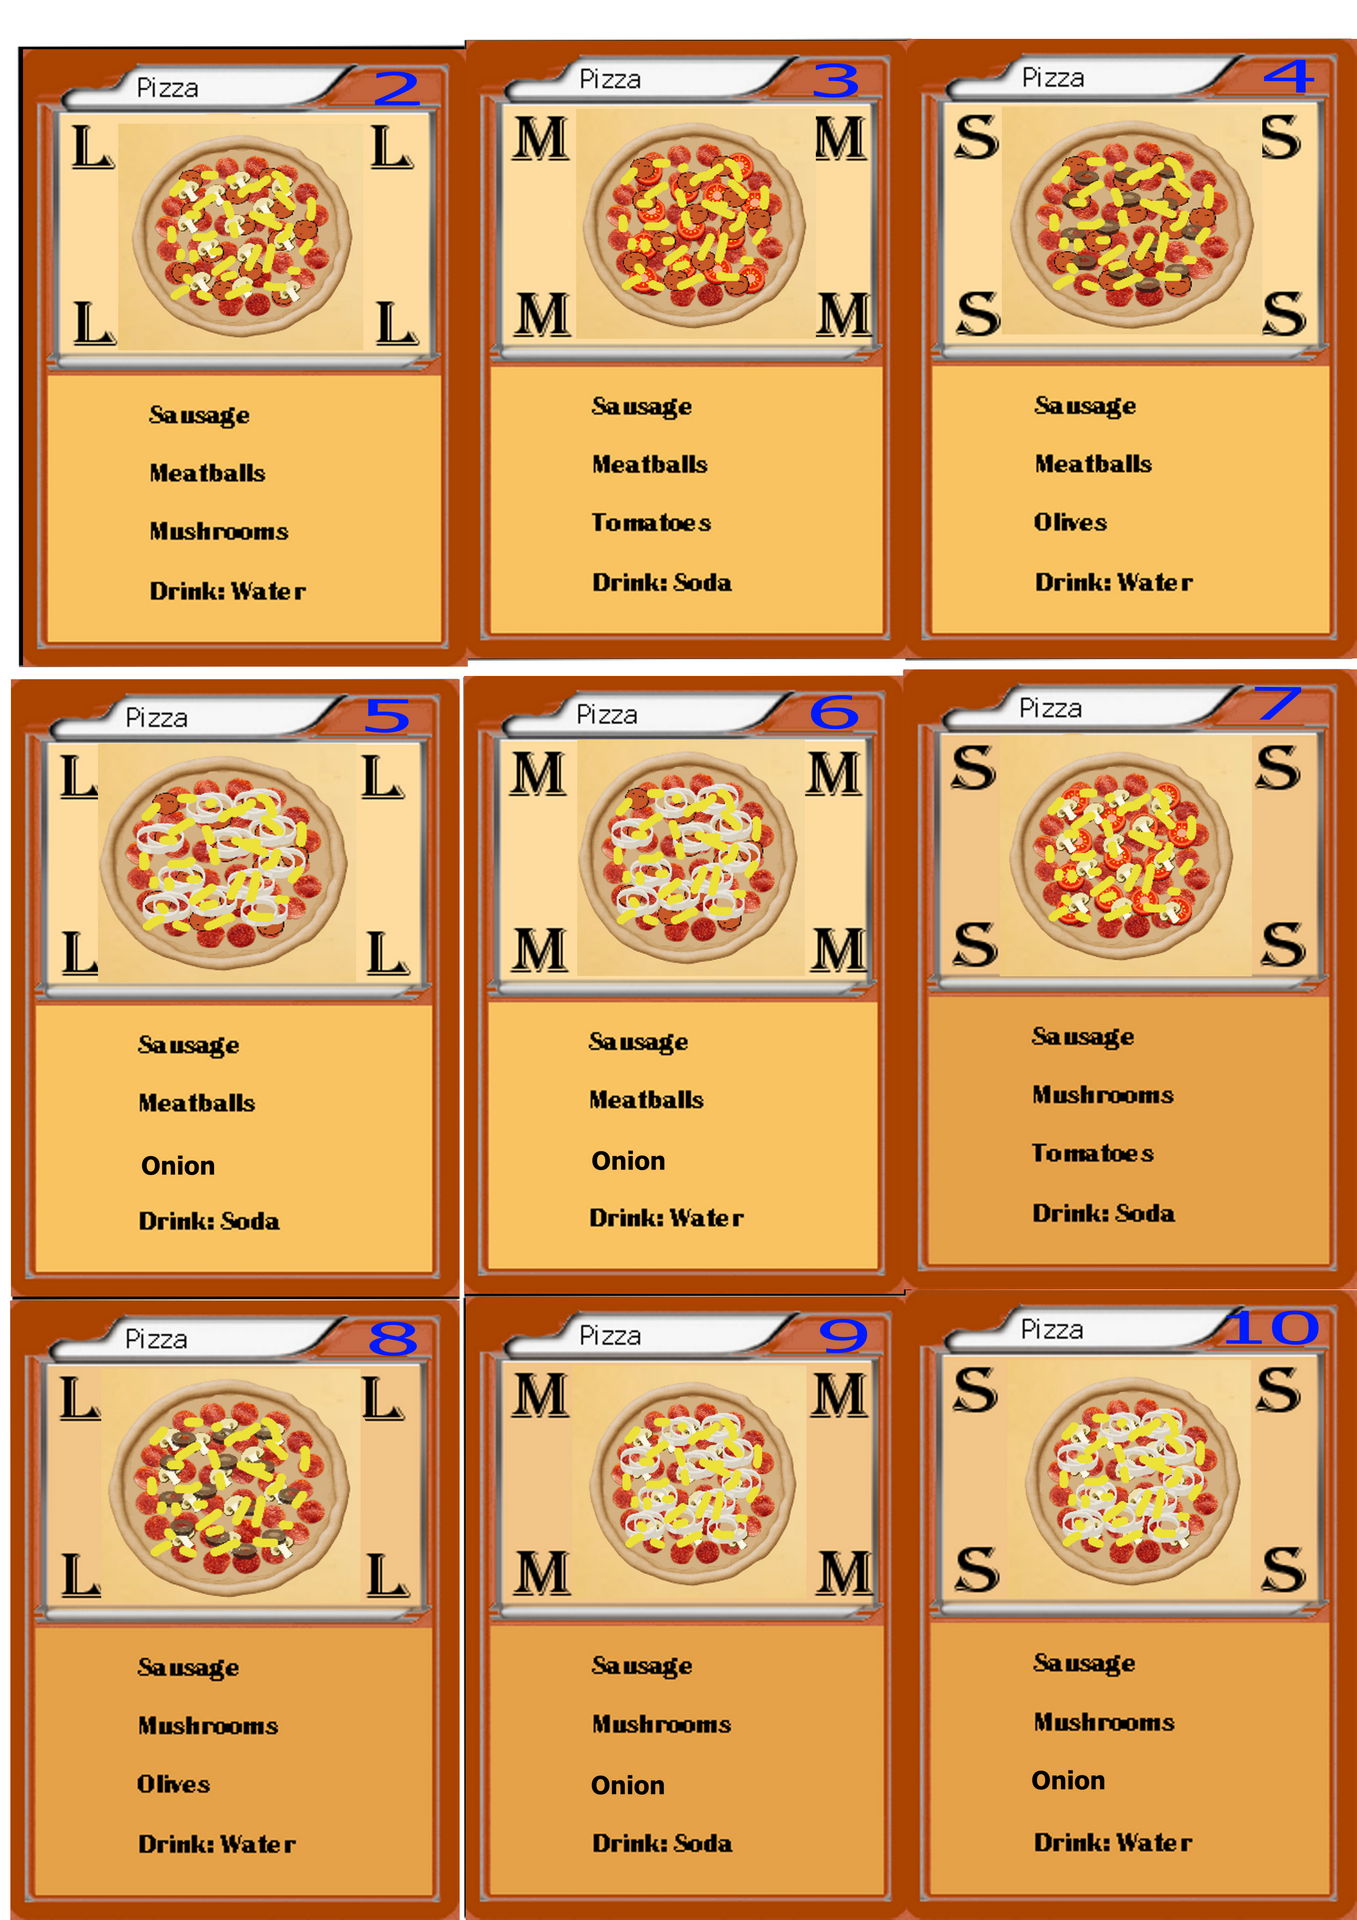 Pizza 2
L L
L L
Sausage
Meatballs
Mushrooms
Drink: Water
Pizza 3
M M
M M
Sausage
Meatballs
Tomatoes
Drink: Soda
Pizza 4
S S
S S
Sausage
Meatballs
Olives
Drink: Water
Pizza 5
L L
L L
Sausage
Meatballs
Onion
Drink: Soda
Pizza 6
M M
M M
Sausage
Meatballs
Onion
Drink: Water
Pizza 7
S S
S S
Sausage
Mushrooms
Tomatoes
Drink: Soda
Pizza 8
L L
L L
Sausage
Mushrooms
Olives
Drink: Water
Pizza 9
M M
M M
Sausage
Mushrooms
Onion
Drink: Soda
Pizza 10
S S
S S
Sausage
Mushrooms
Onion
Drink: Water